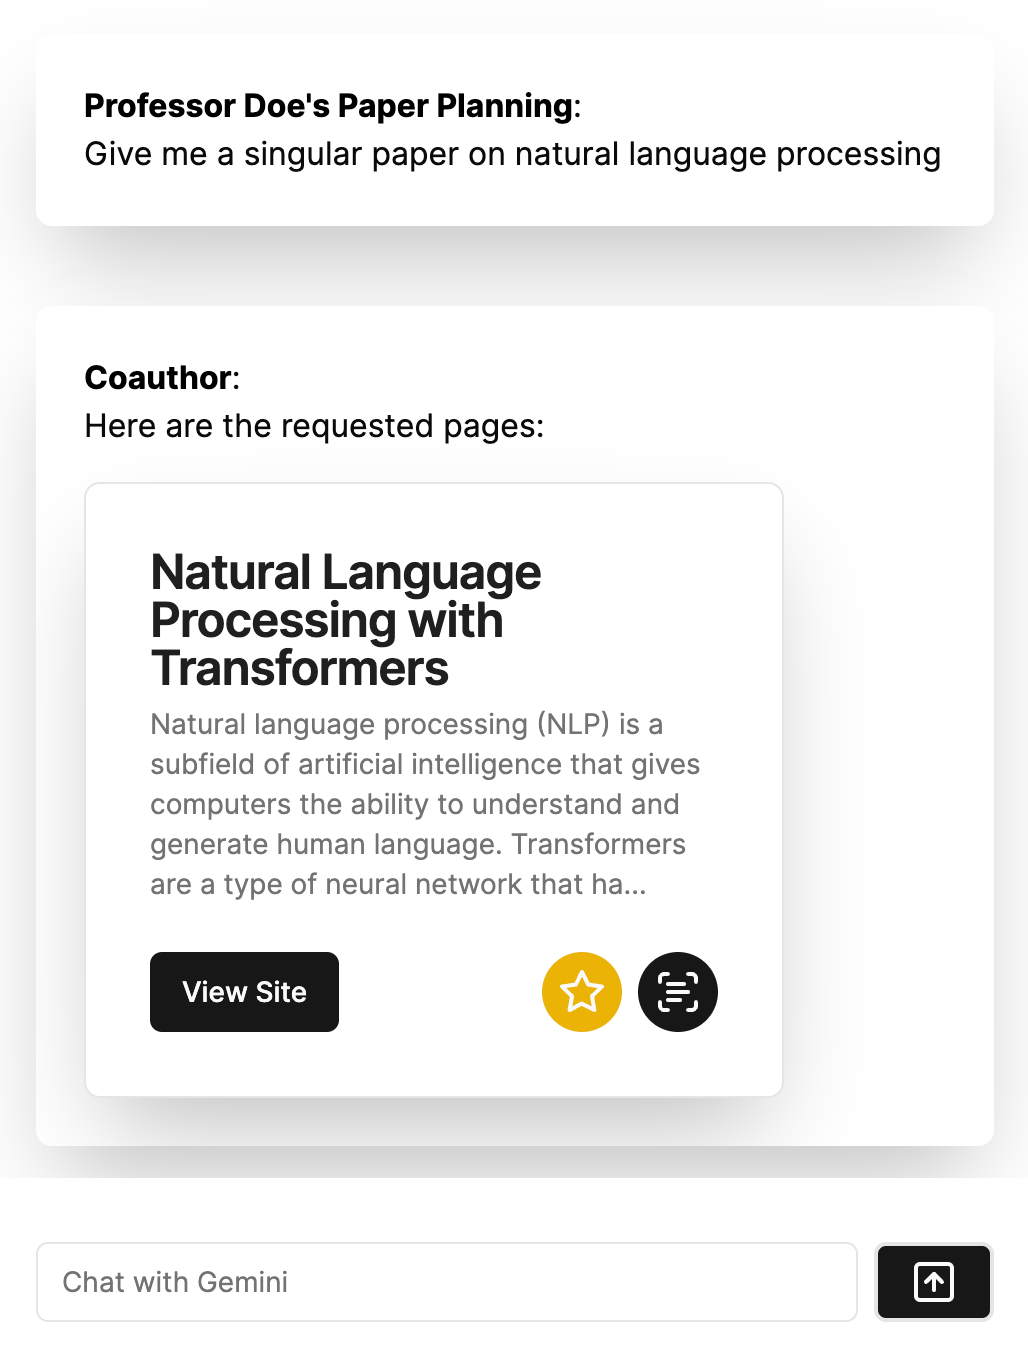 Professor Doe's Paper Planning:
Give me a singular paper on natural language processing
Coauthor:
Here are the requested pages:
Natural Language
Processing with
Transformers
Natural language processing (NLP) is a
subfield of artificial intelligence that gives
computers the ability to understand and
generate human language. Transformers
are a type of neural network that ha...
View Site
Chat with Gemini